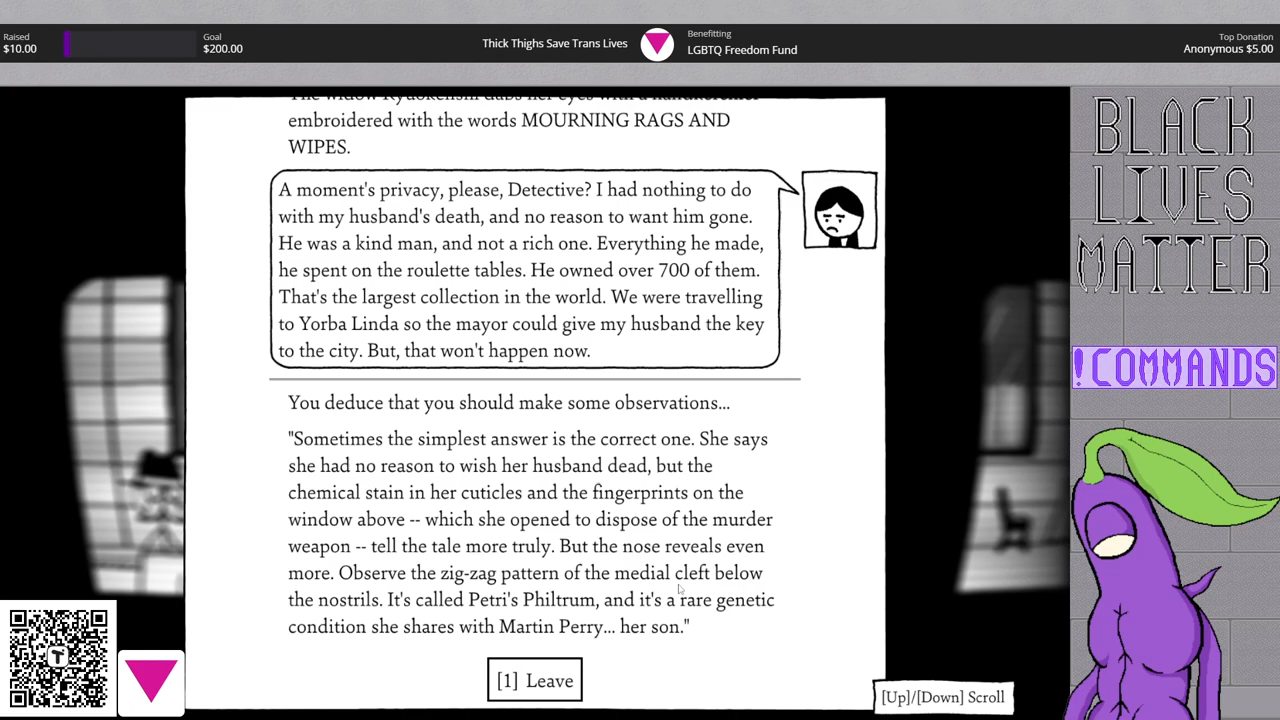 Raised
$10.00
Goal
$200.00
Thick Thighs Save Trans Lives
Benefitting
LGBTQ Freedom Fund
Top Donation
Anonymous $5.00
The widow Ryuokenshi dabs her eyes with a handkerchief
embroidered with the words MOURNING RAGS AND
WIPES.
A moment's privacy, please, Detective? I had nothing to do
with my husband's death, and no reason to want him gone.
He was a kind man, and not a rich one. Everything he made,
he spent on the roulette tables. He owned over 700 of them.
That's the largest collection in the world. We were travelling
to Yorba Linda so the mayor could give my husband the key
to the city. But, that won't happen now.
You deduce that you should make some observations...
"Sometimes the simplest answer is the correct one. She says
she had no reason to wish her husband dead, but the
chemical stain in her cuticles and the fingerprints on the
window above -- which she opened to dispose of the murder
weapon -- tell the tale more truly. But the nose reveals even
more. Observe the zig-zag pattern of the medial cleft below
the nostrils. It's called Petri's Philtrum, and it's a rare genetic
condition she shares with Martin Perry... her son."
[1] Leave
[Up]/[Down] Scroll
BLACK
LIVES
MATTER
!COMMANDS
T